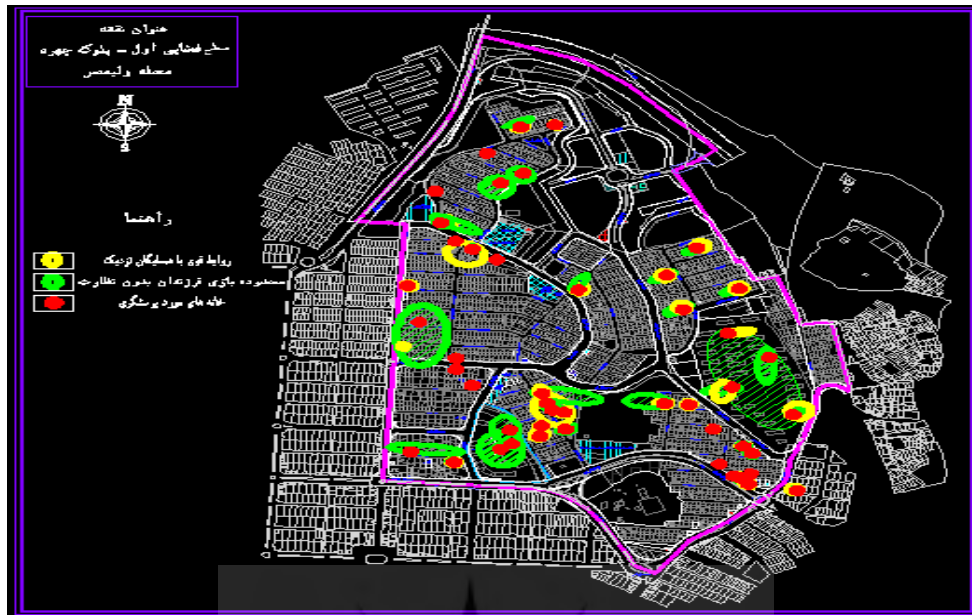 عنوان نقشه
سطح فضایی اول - بلوک چهره
محله ولیعصر
N
S
راهنما
روابط قوی با همسایگان نزدیک
محدوده بازی فرزندان بدون نظارت
خانه های مورد پرسشگری